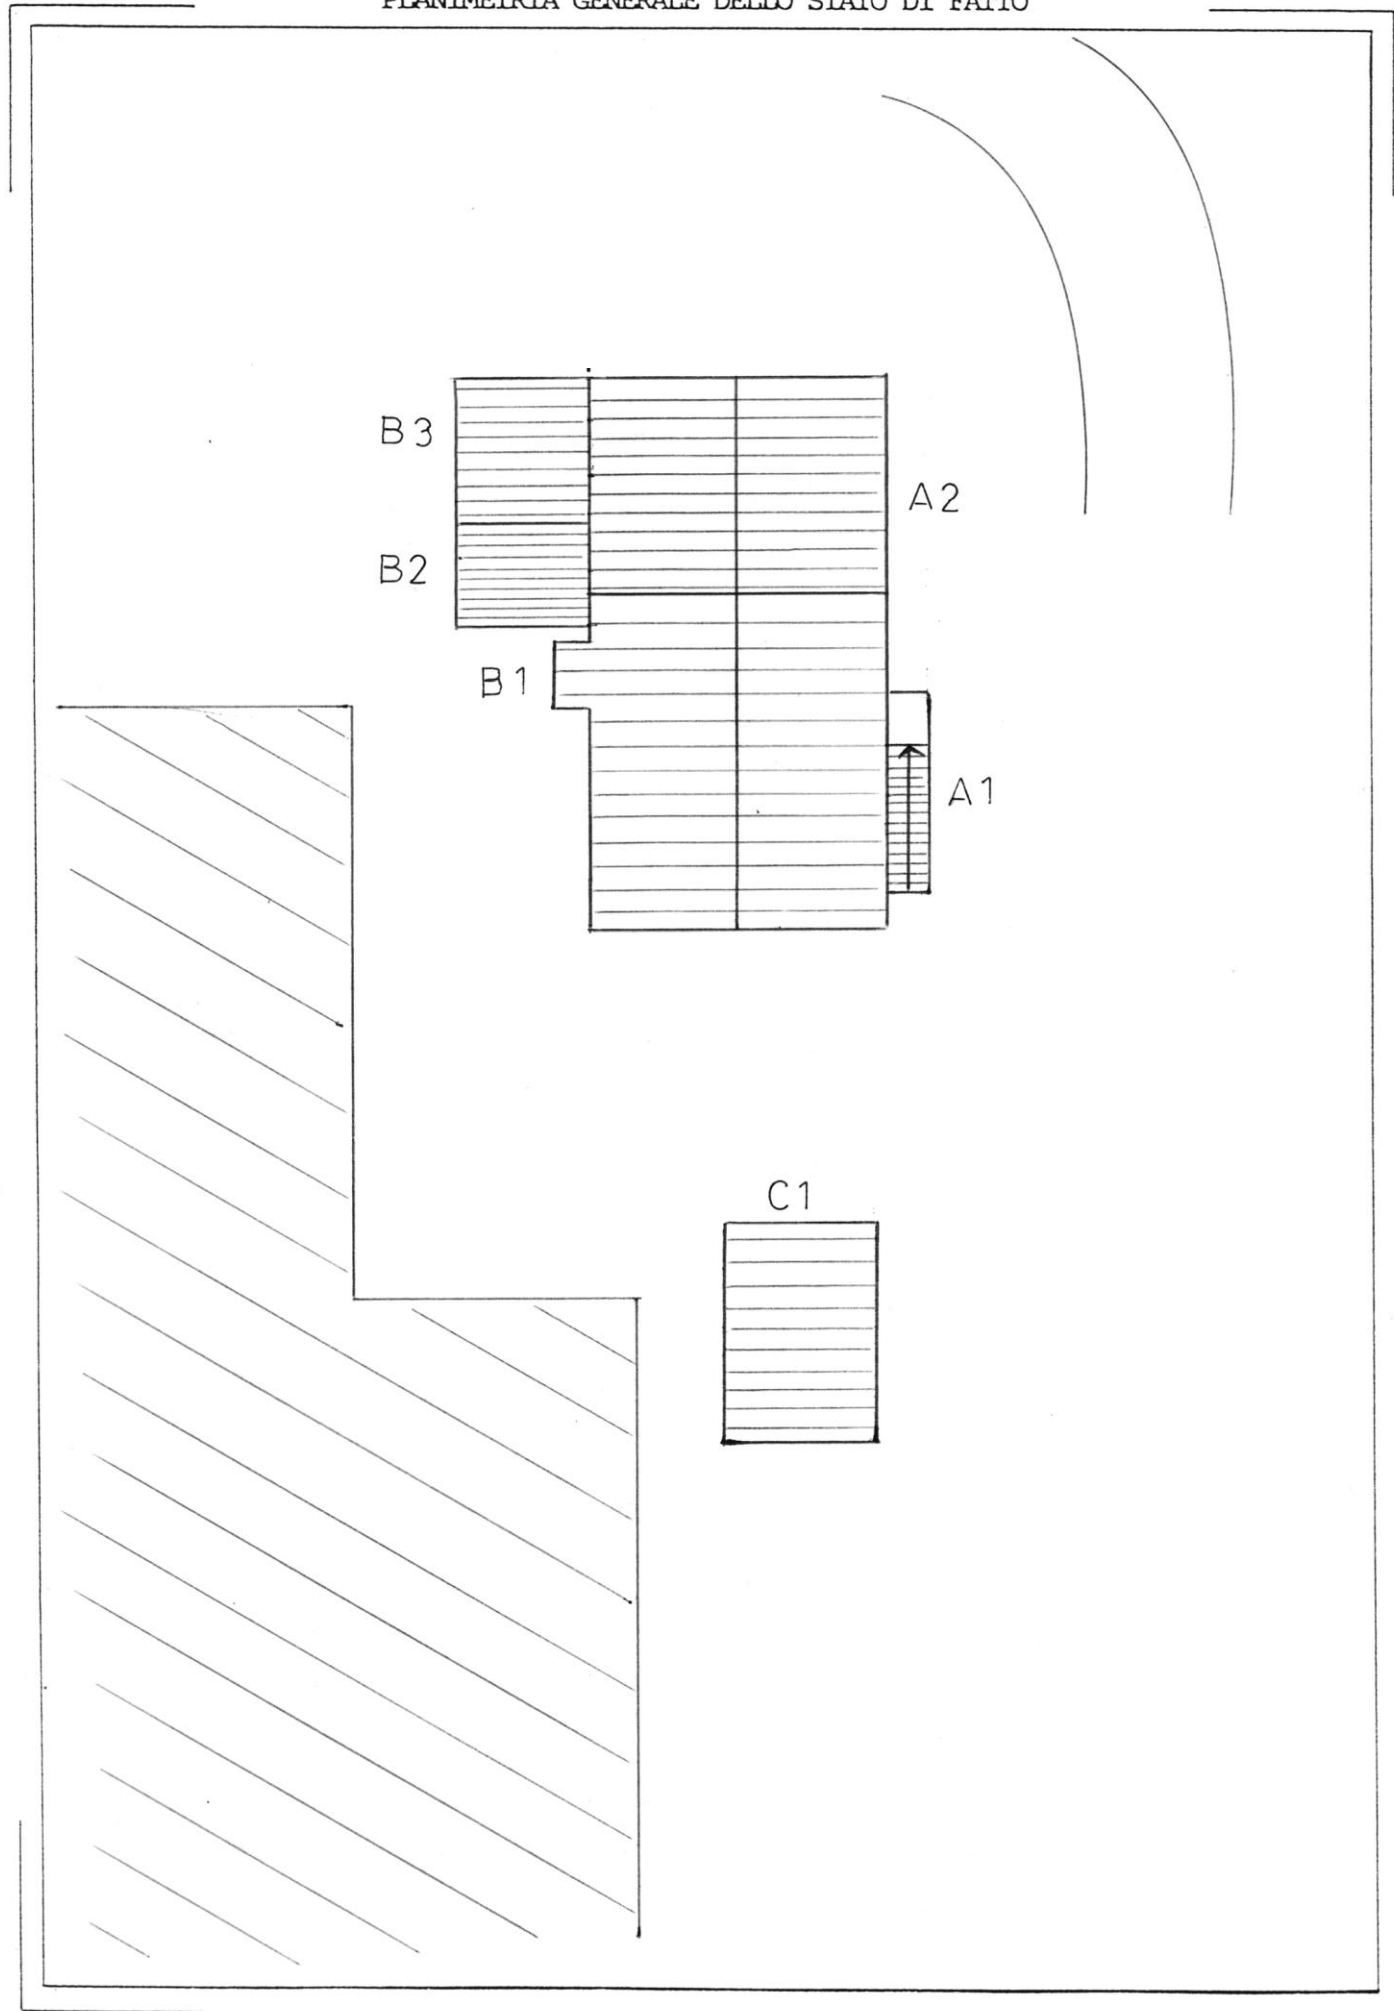 PLANIMETRIA GENERALE DELLO STATO DI FATTO
B3
A2
B2
B1
A1
C1